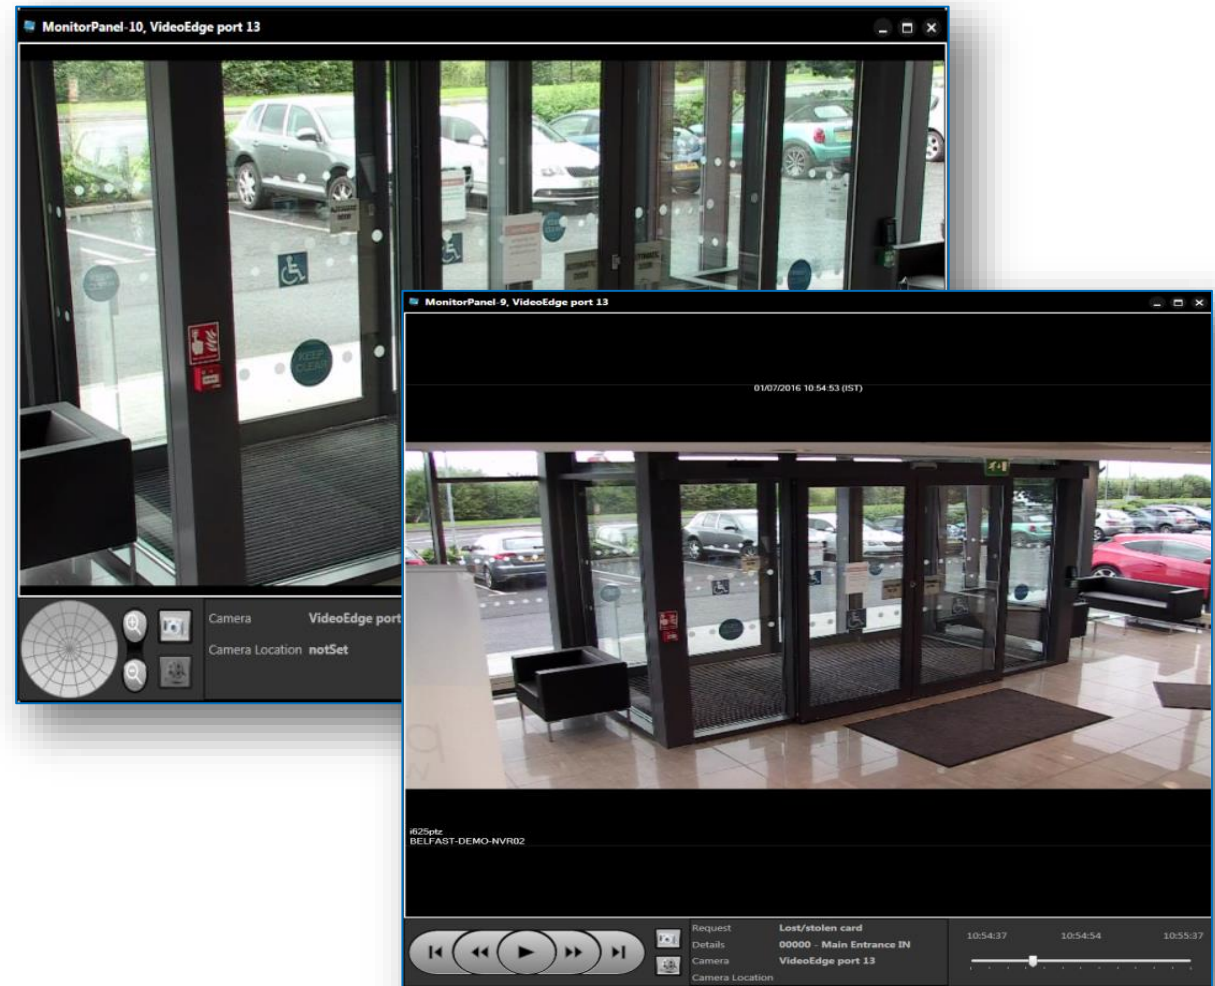 MonitorPanel-10, VideoEdge port 13
KEEP
CLEAR
Camera VideoEdge port
Camera Location notSet
MonitorPanel-9, VideoEdge port 13
01/07/2016 10:54:53 (IST)
i625ptz
BELFAST-DEMO-NVR02
Request Lost/stolen card
Details 00000 - Main Entrance IN
Camera VideoEdge port 13
Camera Location
10:54:37 10:54:54 10:55:37